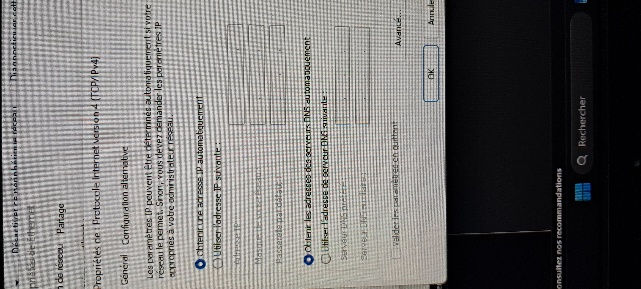 Désactiver ce périphérique réseau Diagnostiquer cett
Propriétés de Ethernet
n de réseau Partage
Propriétés de : Protocole Internet version 4 (TCP/IPv4)
Général Configuration alternative
Les paramètres IP peuvent être déterminés automatiquement si votre
réseau le permet. Sinon, vous devez demander les paramètres IP
appropriés à votre administrateur réseau.
Obtenir une adresse IP automatiquement
Utiliser l'adresse IP suivante :
Adresse IP :
Masque de sous-réseau :
Passerelle par défaut :
Obtenir les adresses des serveurs DNS automatiquement
Utiliser l'adresse de serveur DNS suivante :
Serveur DNS préféré :
Serveur DNS auxiliaire :
Valider les paramètres en quittant
Avancé...
OK Annule
onsultez nos recommandations
Rechercher